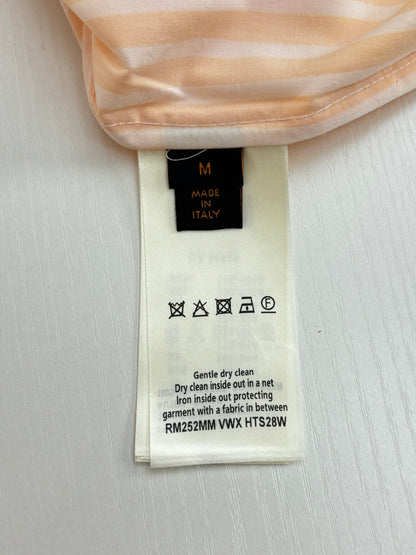 M
MADE IN
ITALY
F
Gentle dry clean
Dry clean inside out in a net
Iron inside out protecting
garment with a fabric in between
RM252MM VWX HTS28W